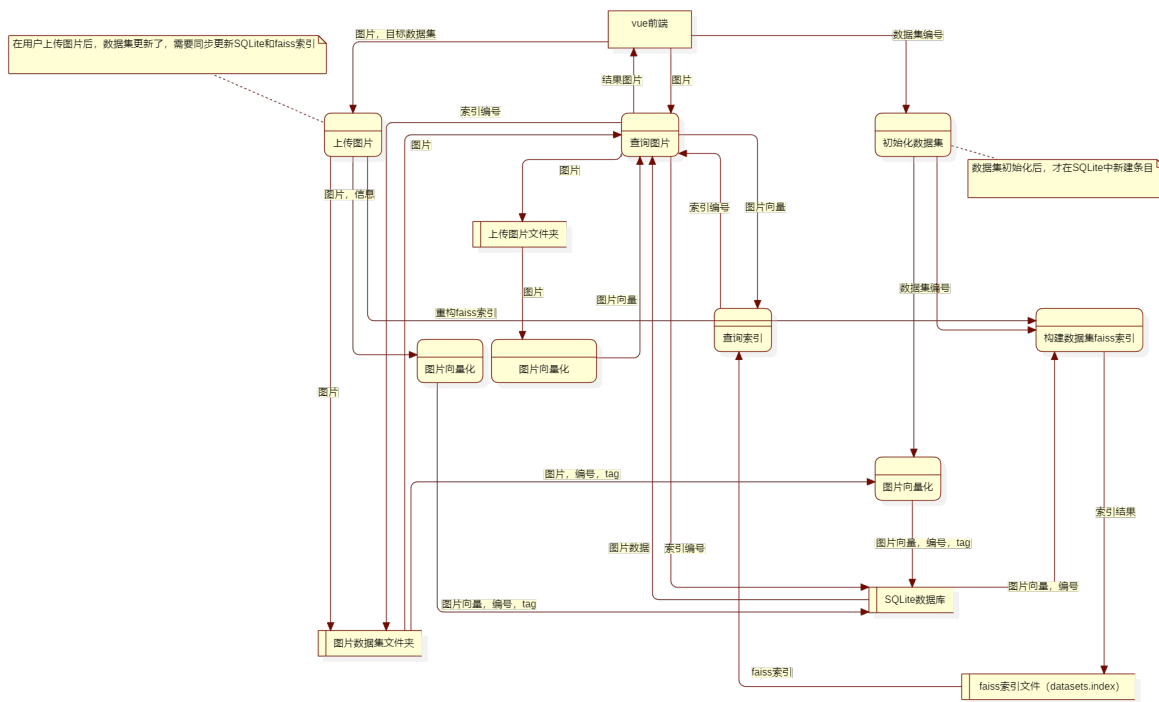 vue前端
图片，目标数据集
数据集编号
在用户上传图片后，数据集更新了，需要同步更新SQLite和faiss索引
结果图片
图片
索引编号
上传图片
查询图片
初始化数据集
图片
图片
数据集初始化后，才在SQLite中新建条目
图片，信息
索引编号
图片向量
上传图片文件夹
数据集编号
图片
图片向量
重构faiss索引
查询索引
构建数据集faiss索引
图片向量化
图片向量化
图片
图片，编号，tag
图片向量化
索引结果
图片数据
索引编号
图片向量，编号，tag
图片向量，编号
SQLite数据库
图片向量，编号，tag
图片数据集文件夹
faiss索引
faiss索引文件（datasets.index）